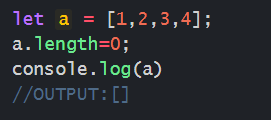 let a = [1,2,3,4];
a.length=0;
console.log(a)
//OUTPUT:[]